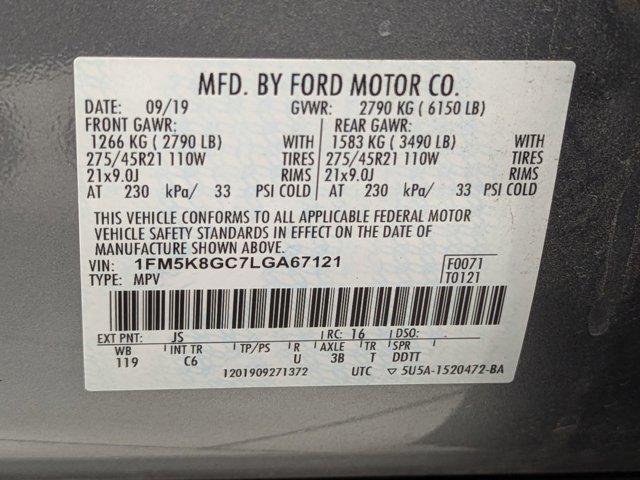 MFD. BY FORD MOTOR CO.
DATE: 09/19 GVWR: 2790 KG ( 6150 LB)
FRONT GAWR: REAR GAWR:
1266 KG ( 2790 LB) WITH 1583 KG ( 3490 LB) WITH
275/45R21 110W TIRES 275/45R21 110W TIRES
21x9.0J RIMS 21x9.0J RIMS
AT 230 kPa/ 33 PSI COLD AT 230 kPa/ 33 PSI COLD
THIS VEHICLE CONFORMS TO ALL APPLICABLE FEDERAL MOTOR
VEHICLE SAFETY STANDARDS IN EFFECT ON THE DATE OF
MANUFACTURE SHOWN ABOVE.
VIN: 1FM5K8GC7LGA67121 F0071
TYPE: MPV T0121
EXT PNT: JS RC: 16 DSO:
WB INT TR TP/PS R AXLE TR SPR
119 C6 U 3B T DDTT
1201909271372 UTC 5U5A-1520472-BA